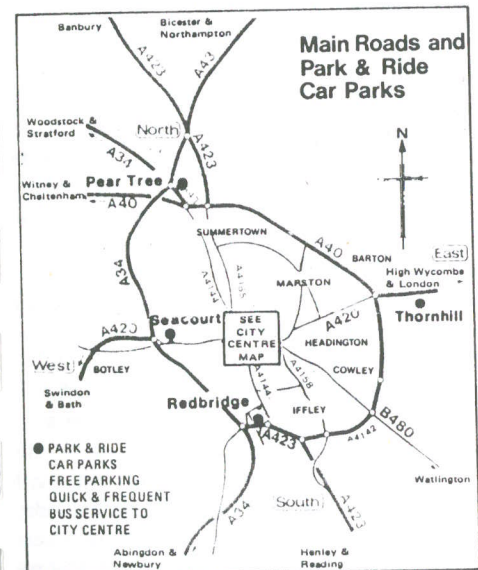 Main Roads and
Park & Ride
Car Parks
Banbury
Bicester &
Northampton
A423
A43
N
Woodstock &
Stratford
North
A34
A423
Pear Tree
Witney &
Cheltenham
A40
SUMMERTOWN
A40
BARTON
East
A34
A4144
A4165
MARSTON
High Wycombe
& London
Thornhill
A420
Seacourt
SEE
CITY
CENTRE
MAP
A420
HEADINGTON
West
BOTLEY
COWLEY
Swindon
& Bath
A4144
A4158
Redbridge
IFFLEY
B480
A423
A4142
Watlington
PARK & RIDE
CAR PARKS
FREE PARKING
QUICK & FREQUENT
BUS SERVICE TO
CITY CENTRE
South
A34
A423
Abingdon &
Newbury
Henley &
Reading